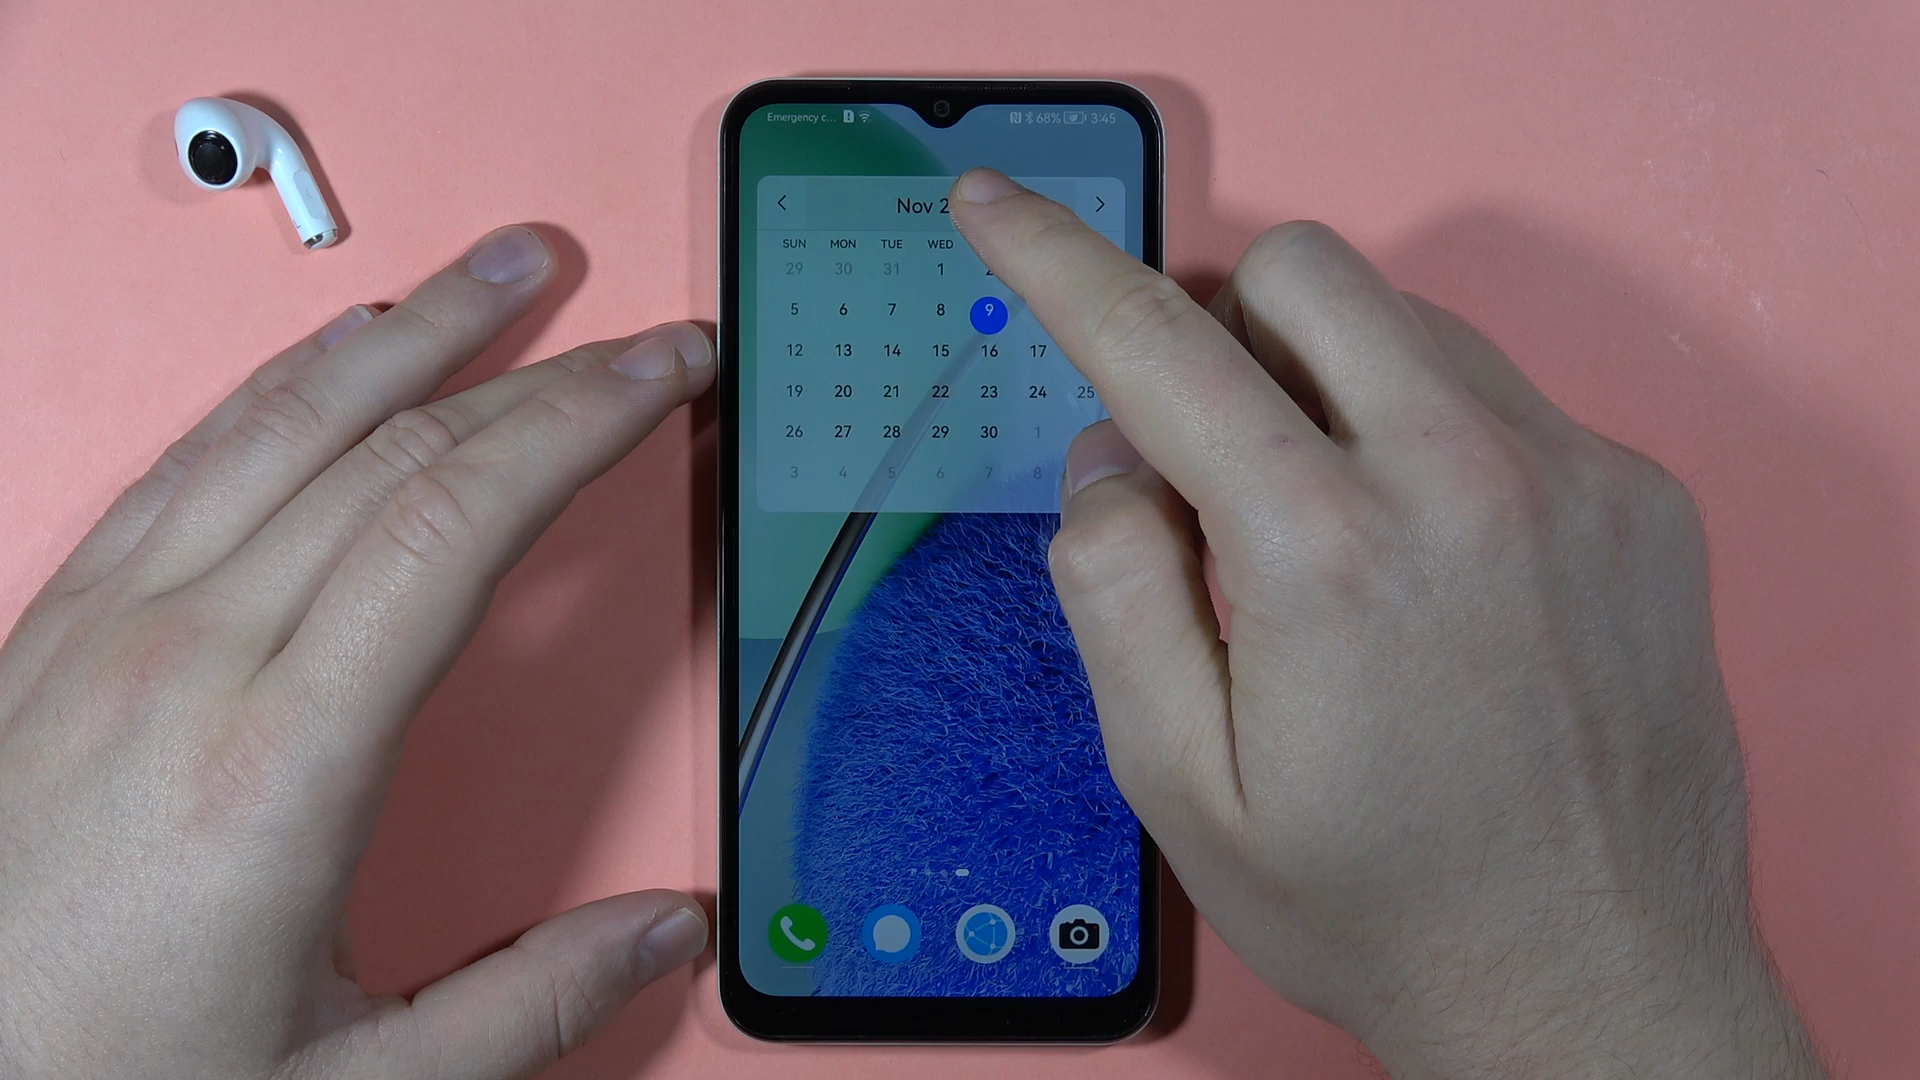 Emergency c... 68% 3:45
Nov 2
SUN MON TUE WED
29 30 31 1
5 6 7 8 9
12 13 14 15 16 17
19 20 21 22 23 24 25
26 27 28 29 30 1
3 4 5 6 7 8